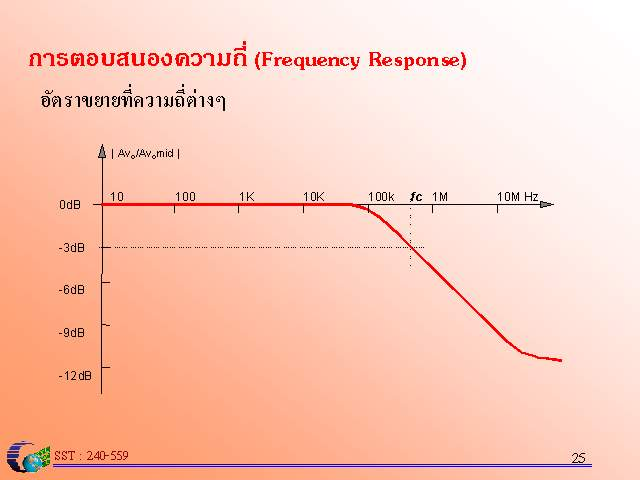 การตอบสนองความถี่ (Frequency Response)
อัตราขยายที่ความถี่ต่างๆ
| Avo/Avomid |
10 100 1K 10K 100k fc 1M 10M Hz
0dB
-3dB
-6dB
-9dB
-12dB
SST : 240-559
25